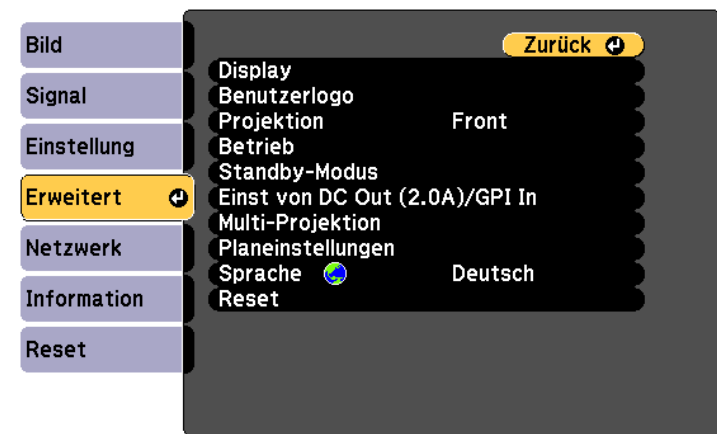 Bild
Signal
Einstellung
Erweitert
Netzwerk
Information
Reset
Zurück
Display
Benutzerlogo
Projektion Front
Betrieb
Standby-Modus
Einst von DC Out (2.0A)/GPI In
Multi-Projektion
Planeinstellungen
Sprache Deutsch
Reset